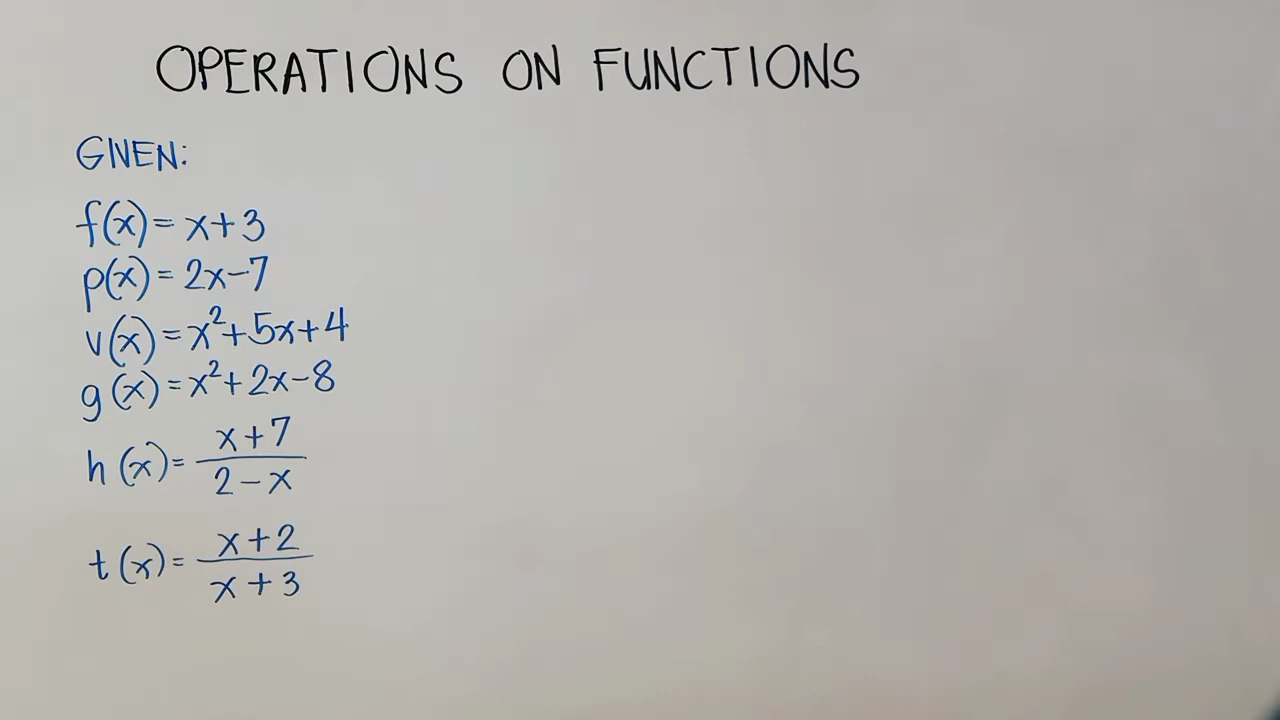 OPERATIONS ON FUNCTIONS
GIVEN:
f(x) = x+3
p(x) = 2x-7
v(x) = x²+5x+4
g(x) = x²+2x-8
h(x) = x+7 / 2-x
t(x) = x+2 / x+3